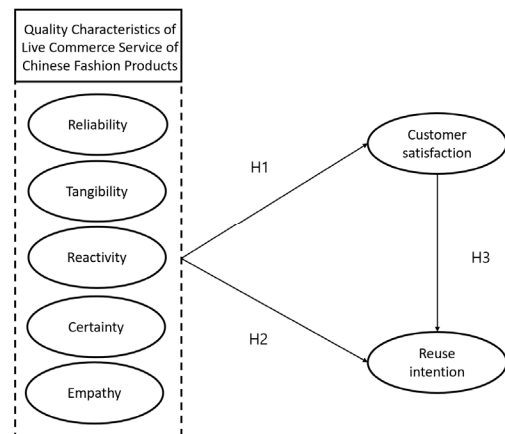 Quality Characteristics of
Live Commerce Service of
Chinese Fashion Products
Reliability
Tangibility
Reactivity
Certainty
Empathy
H1
H2
Customer
satisfaction
H3
Reuse
intention